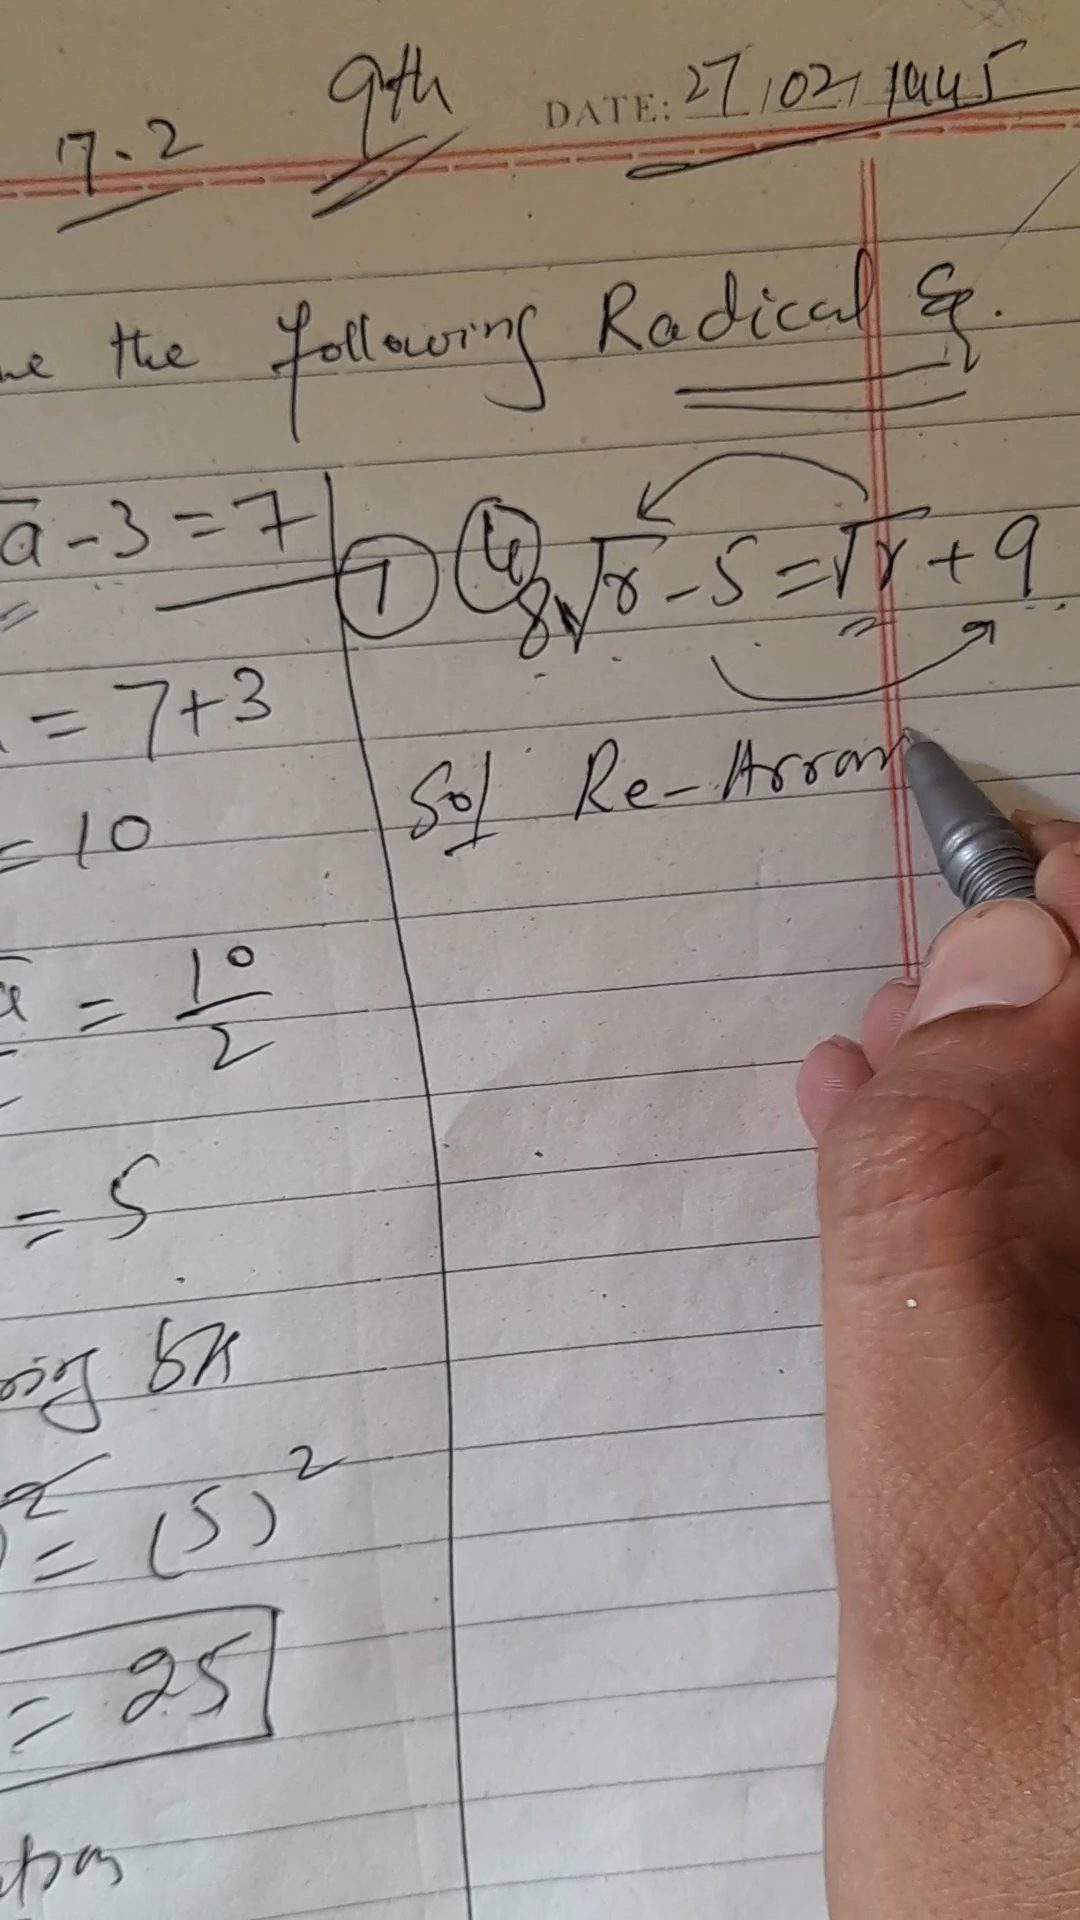 7.2 9th DATE: 27/02/1445
the following Radical Eq.
a - 3 = 7
= 7+3
= 10
= 10/2
= 5
= (5)²
= 25
① ④ 8√r - 5 = √r + 9
Sol Re-Arran